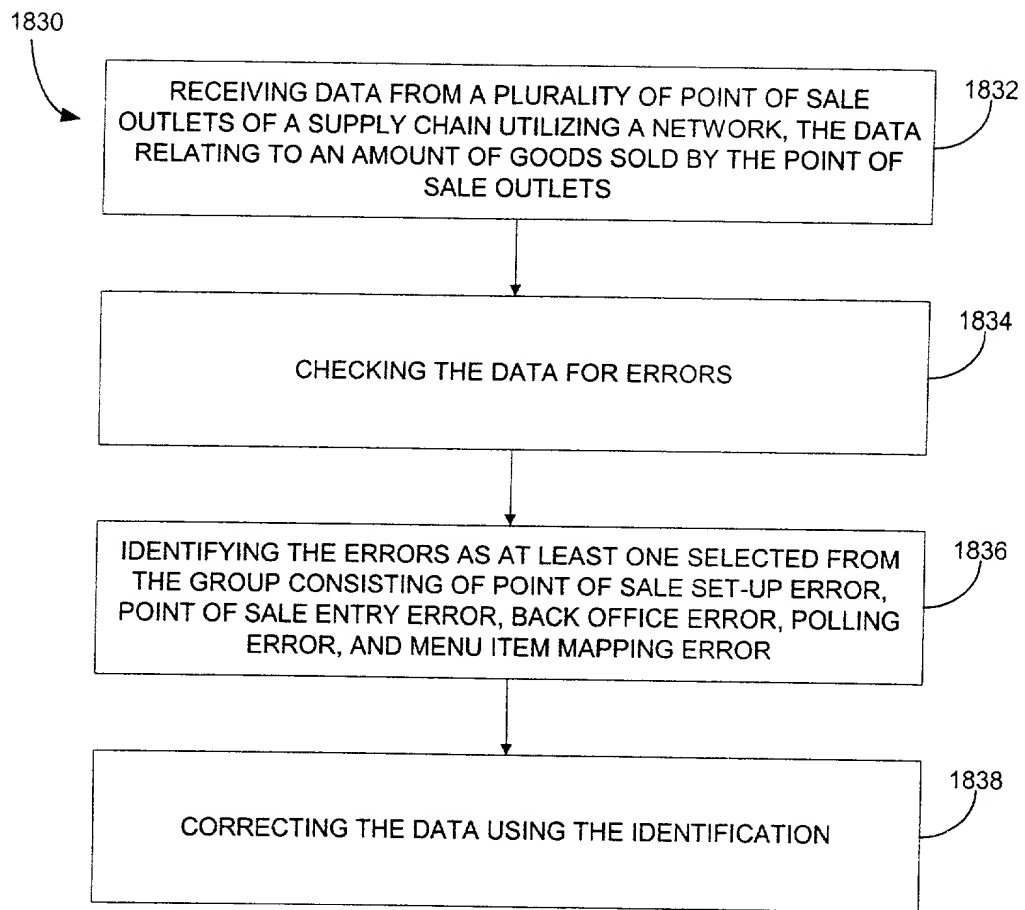 1830
RECEIVING DATA FROM A PLURALITY OF POINT OF SALE
OUTLETS OF A SUPPLY CHAIN UTILIZING A NETWORK, THE DATA
RELATING TO AN AMOUNT OF GOODS SOLD BY THE POINT OF
SALE OUTLETS
1832
CHECKING THE DATA FOR ERRORS
1834
IDENTIFYING THE ERRORS AS AT LEAST ONE SELECTED FROM
THE GROUP CONSISTING OF POINT OF SALE SET-UP ERROR,
POINT OF SALE ENTRY ERROR, BACK OFFICE ERROR, POLLING
ERROR, AND MENU ITEM MAPPING ERROR
1836
CORRECTING THE DATA USING THE IDENTIFICATION
1838